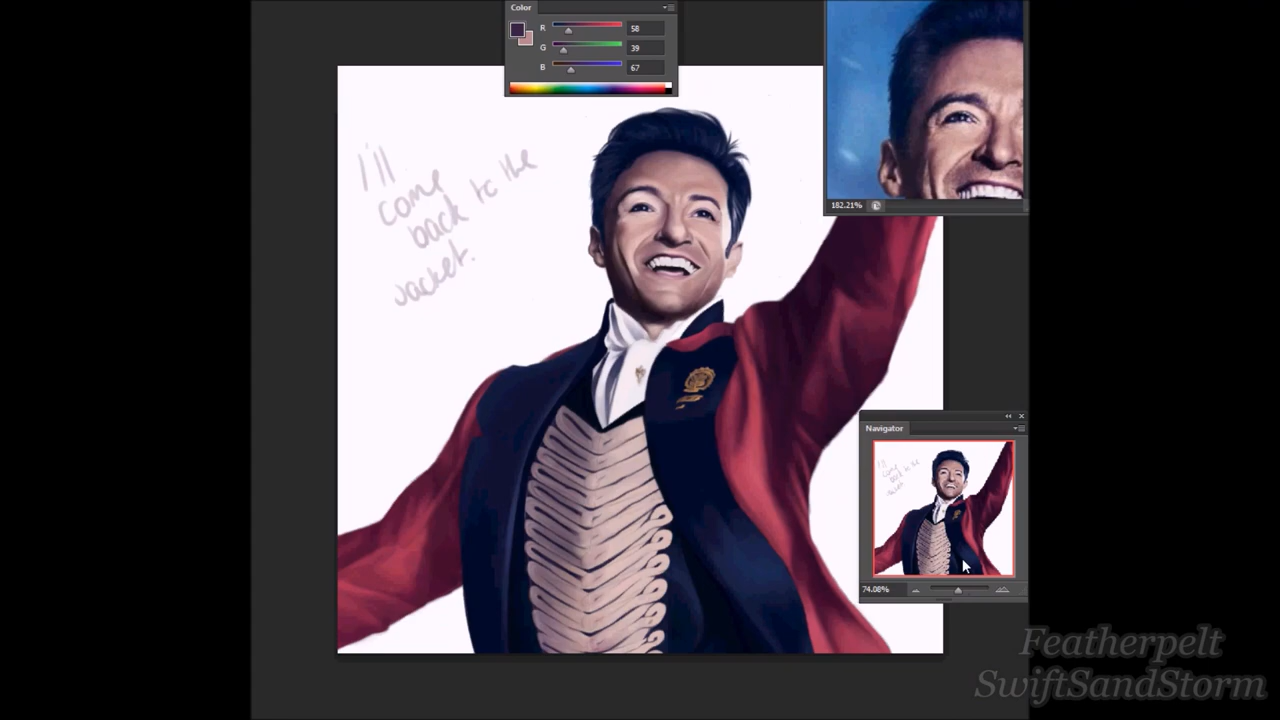 Color
R 58
G 39
B 67
182.21%
I'll
come
back to the
jacket.
Navigator
74.08%
Featherpelt
SwiftSandStorm